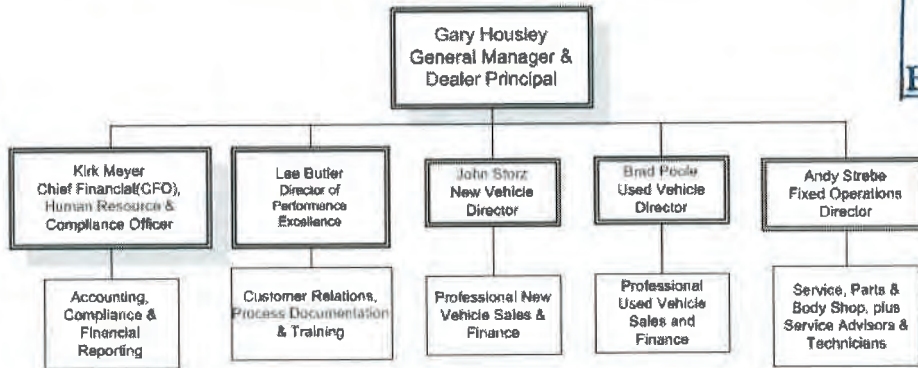 Gary Housley
General Manager &
Dealer Principal
Kirk Meyer
Chief Financial(CFO),
Human Resource &
Compliance Officer
Lee Butler
Director of
Performance
Excellence
John Storz
New Vehicle
Director
Brad Poole
Used Vehicle
Director
Andy Strebe
Fixed Operations
Director
Accounting,
Compliance &
Financial
Reporting
Customer Relations,
Process Documentation
& Training
Professional New
Vehicle Sales &
Finance
Professional
Used Vehicle
Sales and
Finance
Service, Parts &
Body Shop, plus
Service Advisors &
Technicians